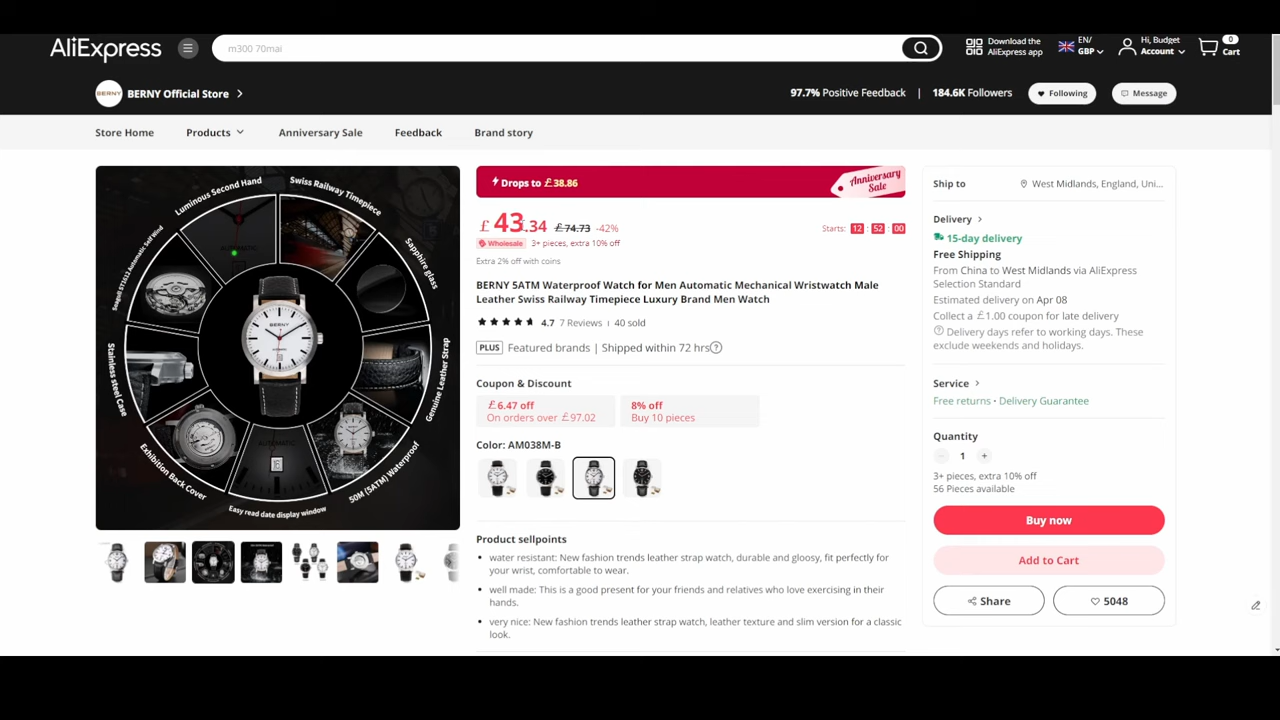 AliExpress
m300 70mai
Download the
AliExpress app
EN/
GBP
Hi, Budget
Account
0
Cart
BERNY
BERNY Official Store
97.7% Positive Feedback | 184.6K Followers
Following
Message
Store Home
Products
Anniversary Sale
Feedback
Brand story
Luminous Second Hand
Swiss Railway Timepiece
Sapphire glass
Genuine Leather Strap
50M (5ATM) Waterproof
Easy read date display window
Exhibition Back Cover
Stainless steel Case
Seagull ST1612 Automatic Self Wind
AUTOMATIC
BERNY
AUTOMATIC
16
Drops to £38.86
Anniversary
Sale
£43.34 £74.73 -42%
Starts: 12 : 52 : 00
Wholesale 3+ pieces, extra 10% off
Extra 2% off with coins
BERNY 5ATM Waterproof Watch for Men Automatic Mechanical Wristwatch Male
Leather Swiss Railway Timepiece Luxury Brand Men Watch
4.7 7 Reviews | 40 sold
PLUS Featured brands | Shipped within 72 hrs
Coupon & Discount
£6.47 off
On orders over £97.02
8% off
Buy 10 pieces
Color: AM038M-B
Product sellpoints
• water resistant: New fashion trends leather strap watch, durable and gloosy, fit perfectly for
your wrist, comfortable to wear.
• well made: This is a good present for your friends and relatives who love exercising in their
hands.
• very nice: New fashion trends leather strap watch, leather texture and slim version for a classic
look.
Ship to
West Midlands, England, Uni...
Delivery
15-day delivery
Free Shipping
From China to West Midlands via AliExpress
Selection Standard
Estimated delivery on Apr 08
Collect a £1.00 coupon for late delivery
Delivery days refer to working days. These
exclude weekends and holidays.
Service
Free returns • Delivery Guarantee
Quantity
- 1 +
3+ pieces, extra 10% off
56 Pieces available
Buy now
Add to Cart
Share
5048